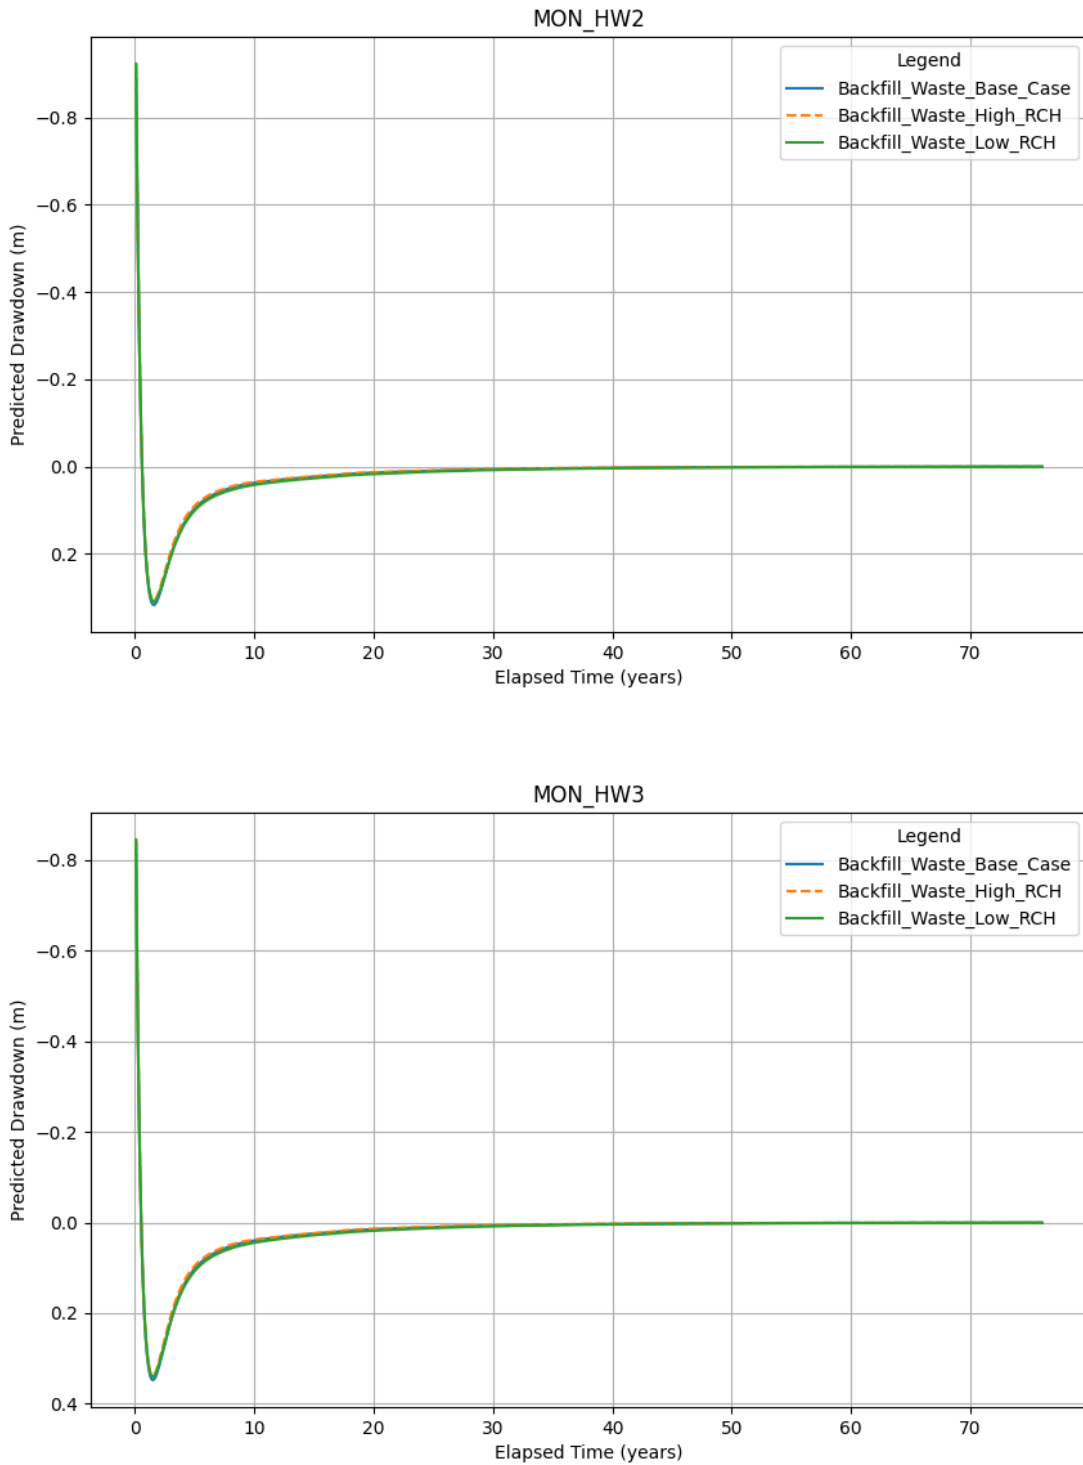 MON_HW2
Legend
Backfill_Waste_Base_Case
Backfill_Waste_High_RCH
Backfill_Waste_Low_RCH
Predicted Drawdown (m)
−0.8
−0.6
−0.4
−0.2
0.0
0.2
0 10 20 30 40 50 60 70
Elapsed Time (years)
MON_HW3
Legend
Backfill_Waste_Base_Case
Backfill_Waste_High_RCH
Backfill_Waste_Low_RCH
Predicted Drawdown (m)
−0.8
−0.6
−0.4
−0.2
0.0
0.2
0.4
0 10 20 30 40 50 60 70
Elapsed Time (years)